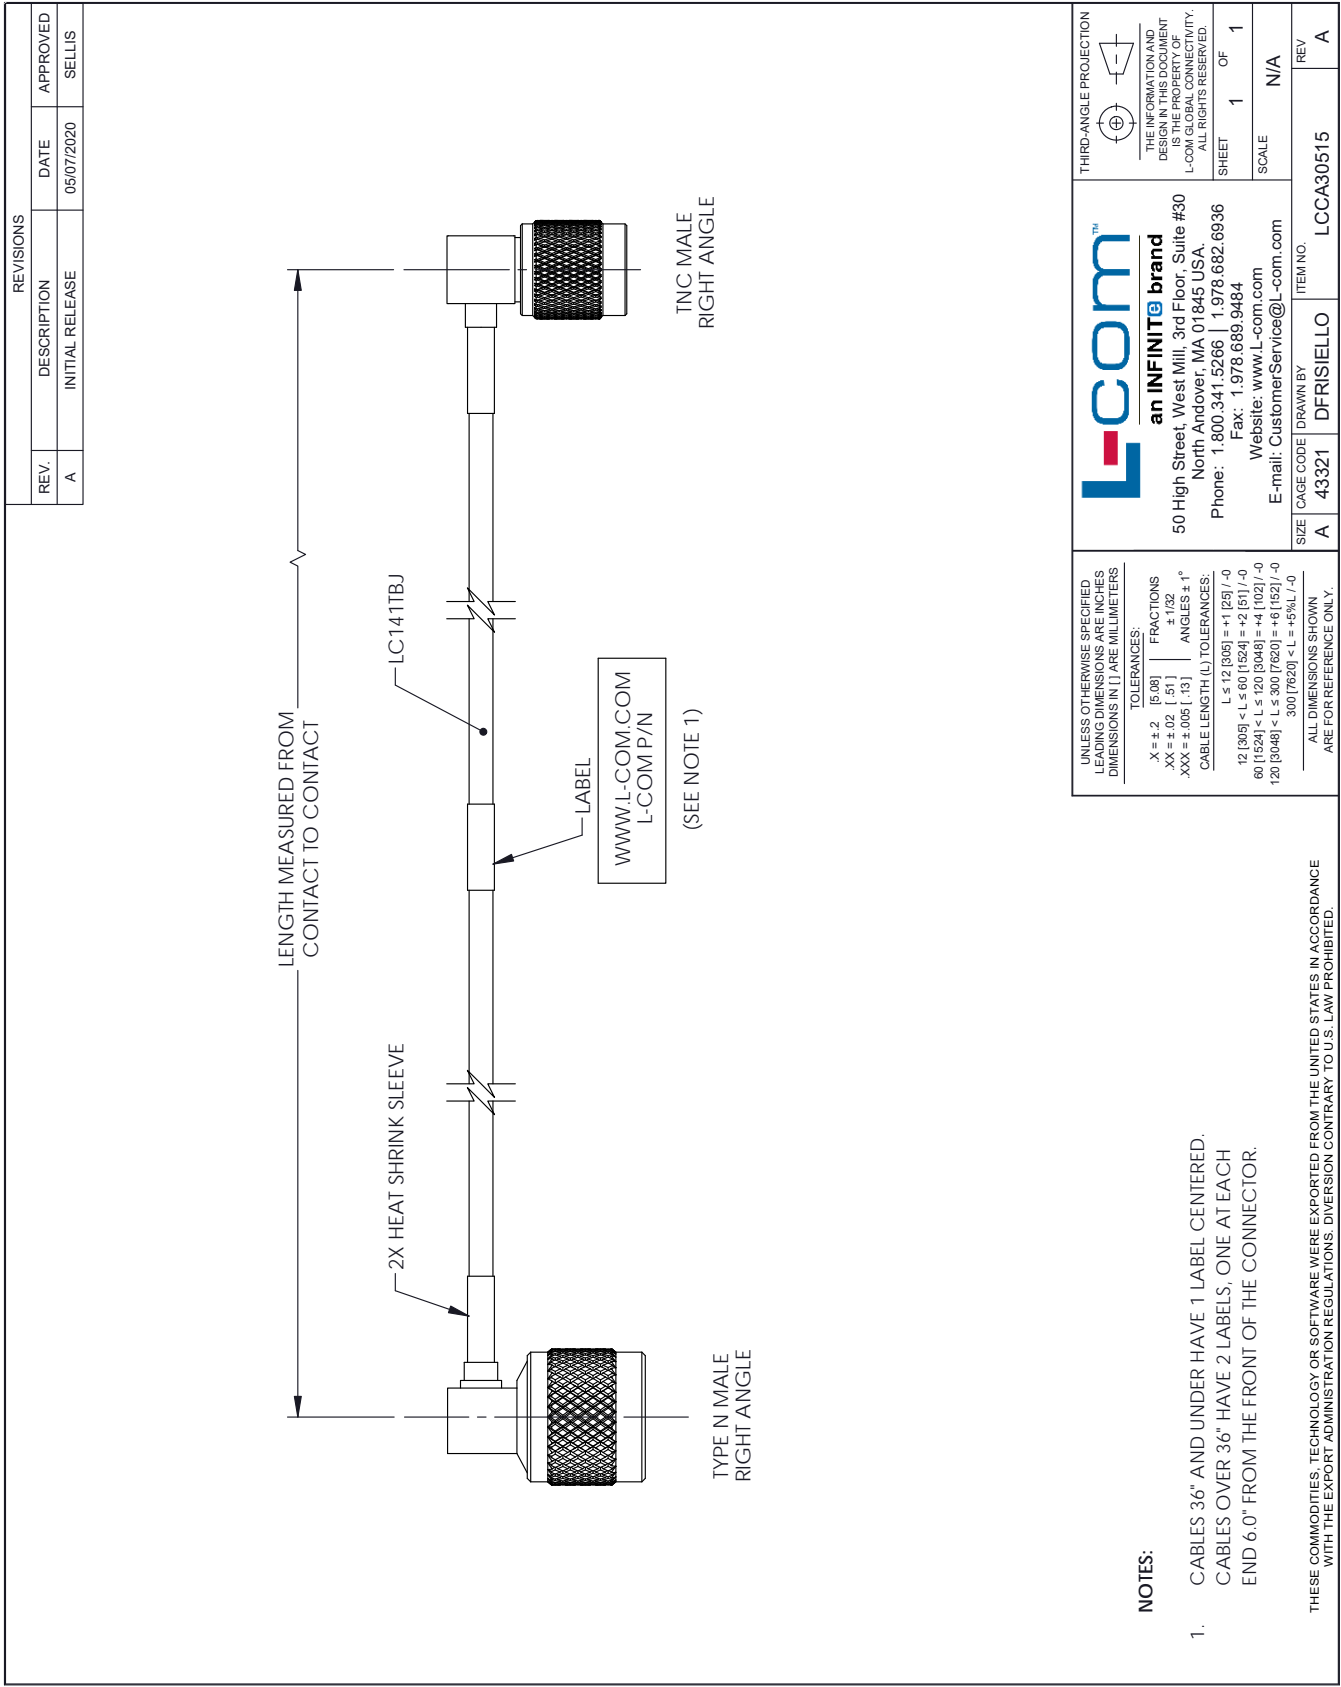 REVISIONS
REV. DESCRIPTION DATE APPROVED
A INITIAL RELEASE 05/07/2020 SELLIS
LENGTH MEASURED FROM
CONTACT TO CONTACT
2X HEAT SHRINK SLEEVE
LC141TBJ
LABEL
WWW.L-COM.COM
L-COM P/N
(SEE NOTE 1)
TYPE N MALE
RIGHT ANGLE
TNC MALE
RIGHT ANGLE
NOTES:
1. CABLES 36" AND UNDER HAVE 1 LABEL CENTERED.
CABLES OVER 36" HAVE 2 LABELS, ONE AT EACH
END 6.0" FROM THE FRONT OF THE CONNECTOR.
THESE COMMODITIES, TECHNOLOGY OR SOFTWARE WERE EXPORTED FROM THE UNITED STATES IN ACCORDANCE
WITH THE EXPORT ADMINISTRATION REGULATIONS. DIVERSION CONTRARY TO U.S. LAW PROHIBITED.
UNLESS OTHERWISE SPECIFIED
LEADING DIMENSIONS ARE INCHES
DIMENSIONS IN [ ] ARE MILLIMETERS
TOLERANCES:
.X = ± .2 [5.08] FRACTIONS
.XX = ± .02 [ .51 ] ± 1/32
.XXX = ± .005 [ .13 ] ANGLES ± 1°
CABLE LENGTH (L) TOLERANCES:
L ≤ 12 [305] = +1 [25] / -0
12 [305] < L ≤ 60 [1524] = +2 [51] / -0
60 [1524] < L ≤ 120 [3048] = +4 [102] / -0
120 [3048] < L ≤ 300 [7620] = +6 [152] / -0
300 [7620] < L = +5%L / -0
ALL DIMENSIONS SHOWN
ARE FOR REFERENCE ONLY.
L-com™
an INFINITe brand
50 High Street, West Mill, 3rd Floor, Suite #30
North Andover, MA 01845 USA.
Phone: 1.800.341.5266 | 1.978.682.6936
Fax: 1.978.689.9484
Website: www.L-com.com
E-mail: CustomerService@L-com.com
THIRD-ANGLE PROJECTION
THE INFORMATION AND
DESIGN IN THIS DOCUMENT
IS THE PROPERTY OF
L-COM GLOBAL CONNECTIVITY.
ALL RIGHTS RESERVED.
SHEET 1 OF 1
SCALE N/A
SIZE CAGE CODE DRAWN BY ITEM NO. REV
A 43321 DFRISIELLO LCCA30515 A